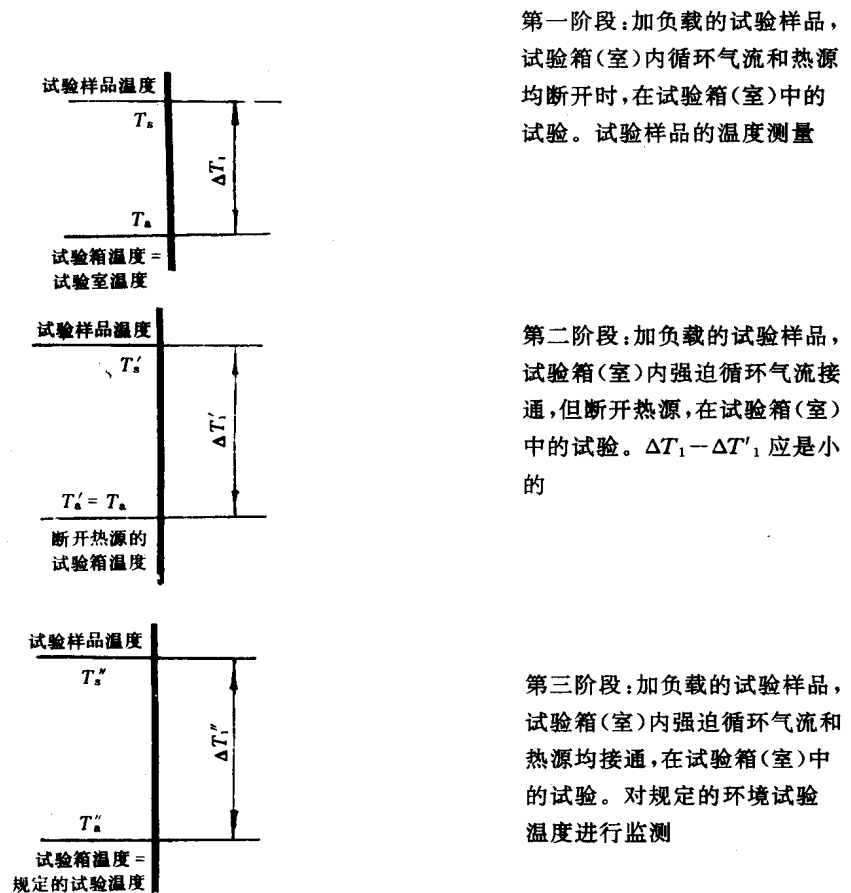 第一阶段:加负载的试验样品,
试验箱(室)内循环气流和热源
均断开时,在试验箱(室)中的
试验。试验样品的温度测量
试验样品温度
Tₛ
ΔT₁
Tₐ
试验箱温度 =
试验室温度
第二阶段:加负载的试验样品,
试验箱(室)内强迫循环气流接
通,但断开热源,在试验箱(室)
中的试验。ΔT₁-ΔT′₁ 应是小
的
试验样品温度
Tₛ′
ΔT₁′
Tₐ′ = Tₐ
断开热源的
试验箱温度
第三阶段:加负载的试验样品,
试验箱(室)内强迫循环气流和
热源均接通,在试验箱(室)中
的试验。对规定的环境试验
温度进行监测
试验样品温度
Tₛ″
ΔT₁″
Tₐ″
试验箱温度 =
规定的试验温度